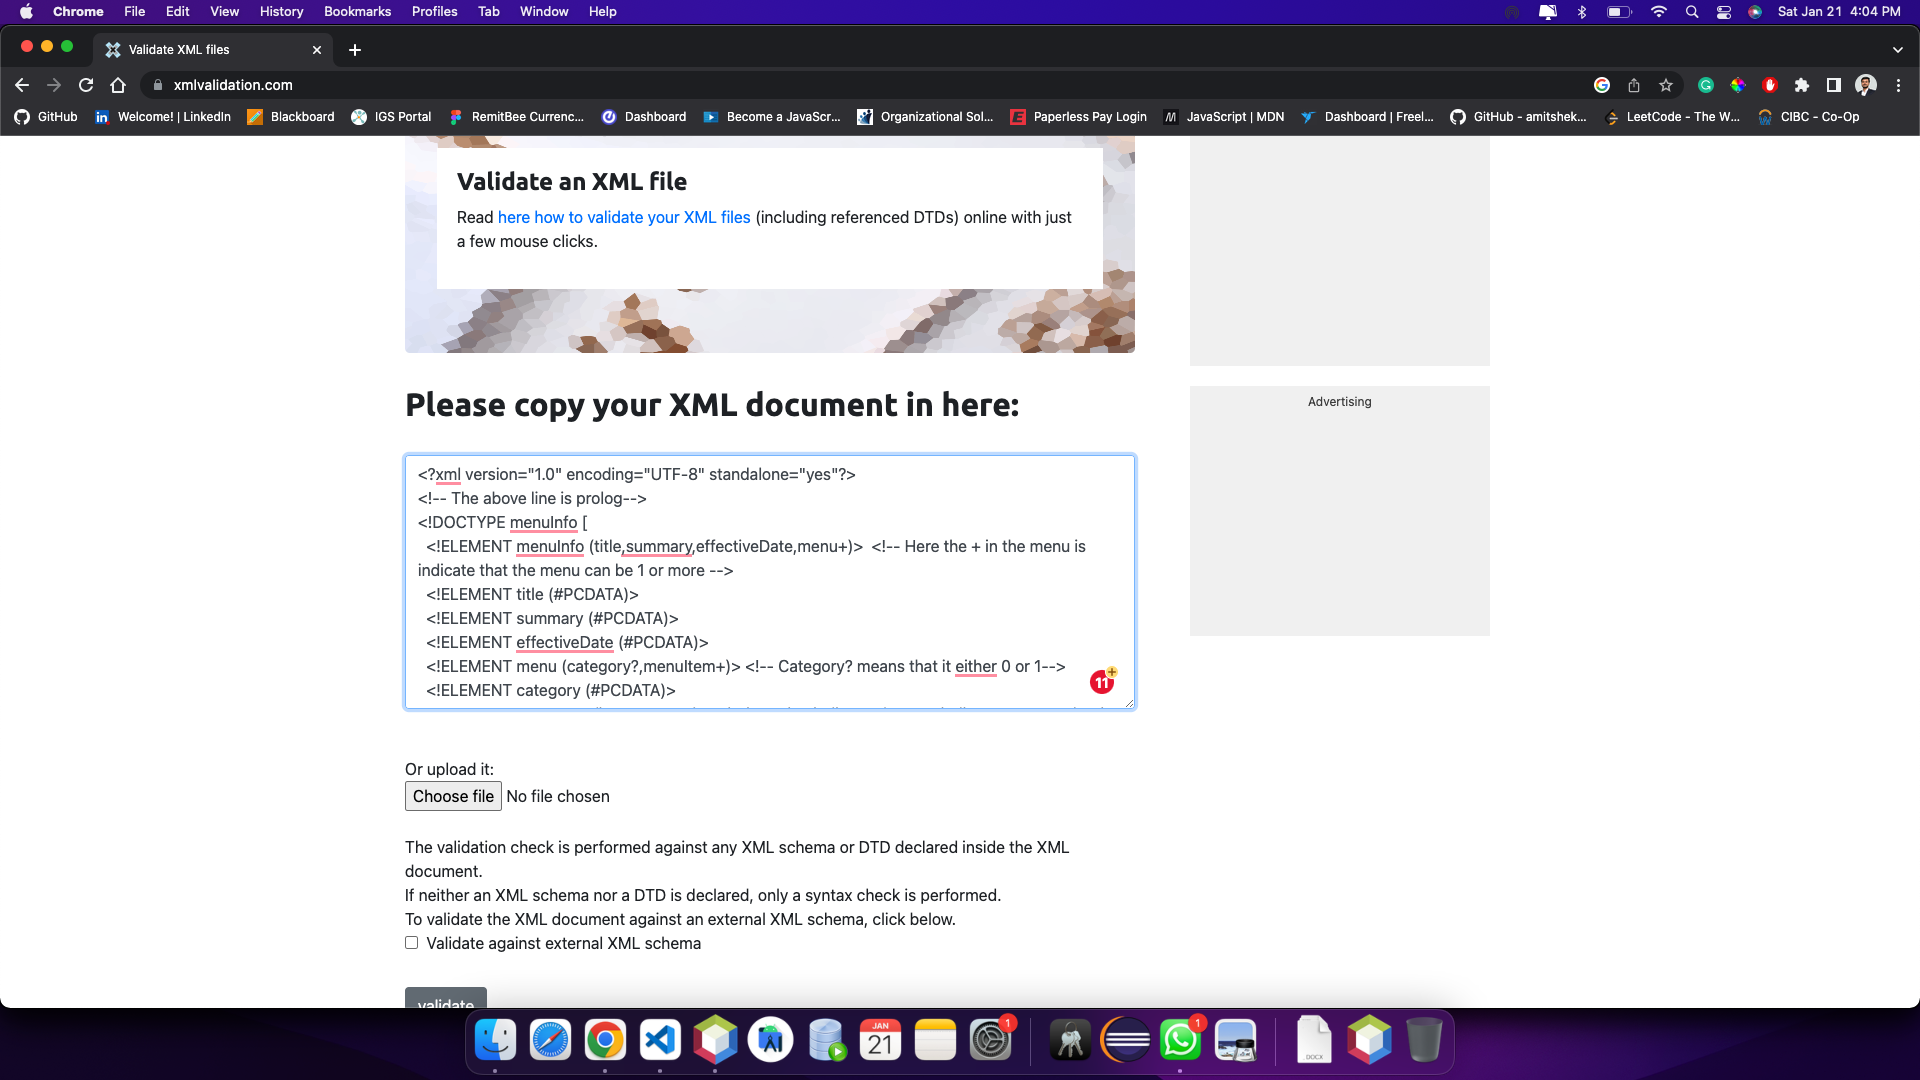 Chrome File Edit View History Bookmarks Profiles Tab Window Help Sat Jan 21 4:04 PM
Validate XML files
xmlvalidation.com
GitHub Welcome! | LinkedIn Blackboard IGS Portal RemitBee Currenc... Dashboard Become a JavaScr... Organizational Sol... Paperless Pay Login JavaScript | MDN Dashboard | Freel... GitHub - amitshek... LeetCode - The W... CIBC - Co-Op
Validate an XML file
Read here how to validate your XML files (including referenced DTDs) online with just
a few mouse clicks.
Please copy your XML document in here:
Advertising
<?xml version="1.0" encoding="UTF-8" standalone="yes"?>
<!-- The above line is prolog-->
<!DOCTYPE menuInfo [
<!ELEMENT menuInfo (title,summary,effectiveDate,menu+)> <!-- Here the + in the menu is
indicate that the menu can be 1 or more -->
<!ELEMENT title (#PCDATA)>
<!ELEMENT summary (#PCDATA)>
<!ELEMENT effectiveDate (#PCDATA)>
<!ELEMENT menu (category?,menuItem+)> <!-- Category? means that it either 0 or 1-->
11
<!ELEMENT category (#PCDATA)>
Or upload it:
Choose file No file chosen
The validation check is performed against any XML schema or DTD declared inside the XML
document.
If neither an XML schema nor a DTD is declared, only a syntax check is performed.
To validate the XML document against an external XML schema, click below.
Validate against external XML schema
validate
JAN
21
1
1
DOCX